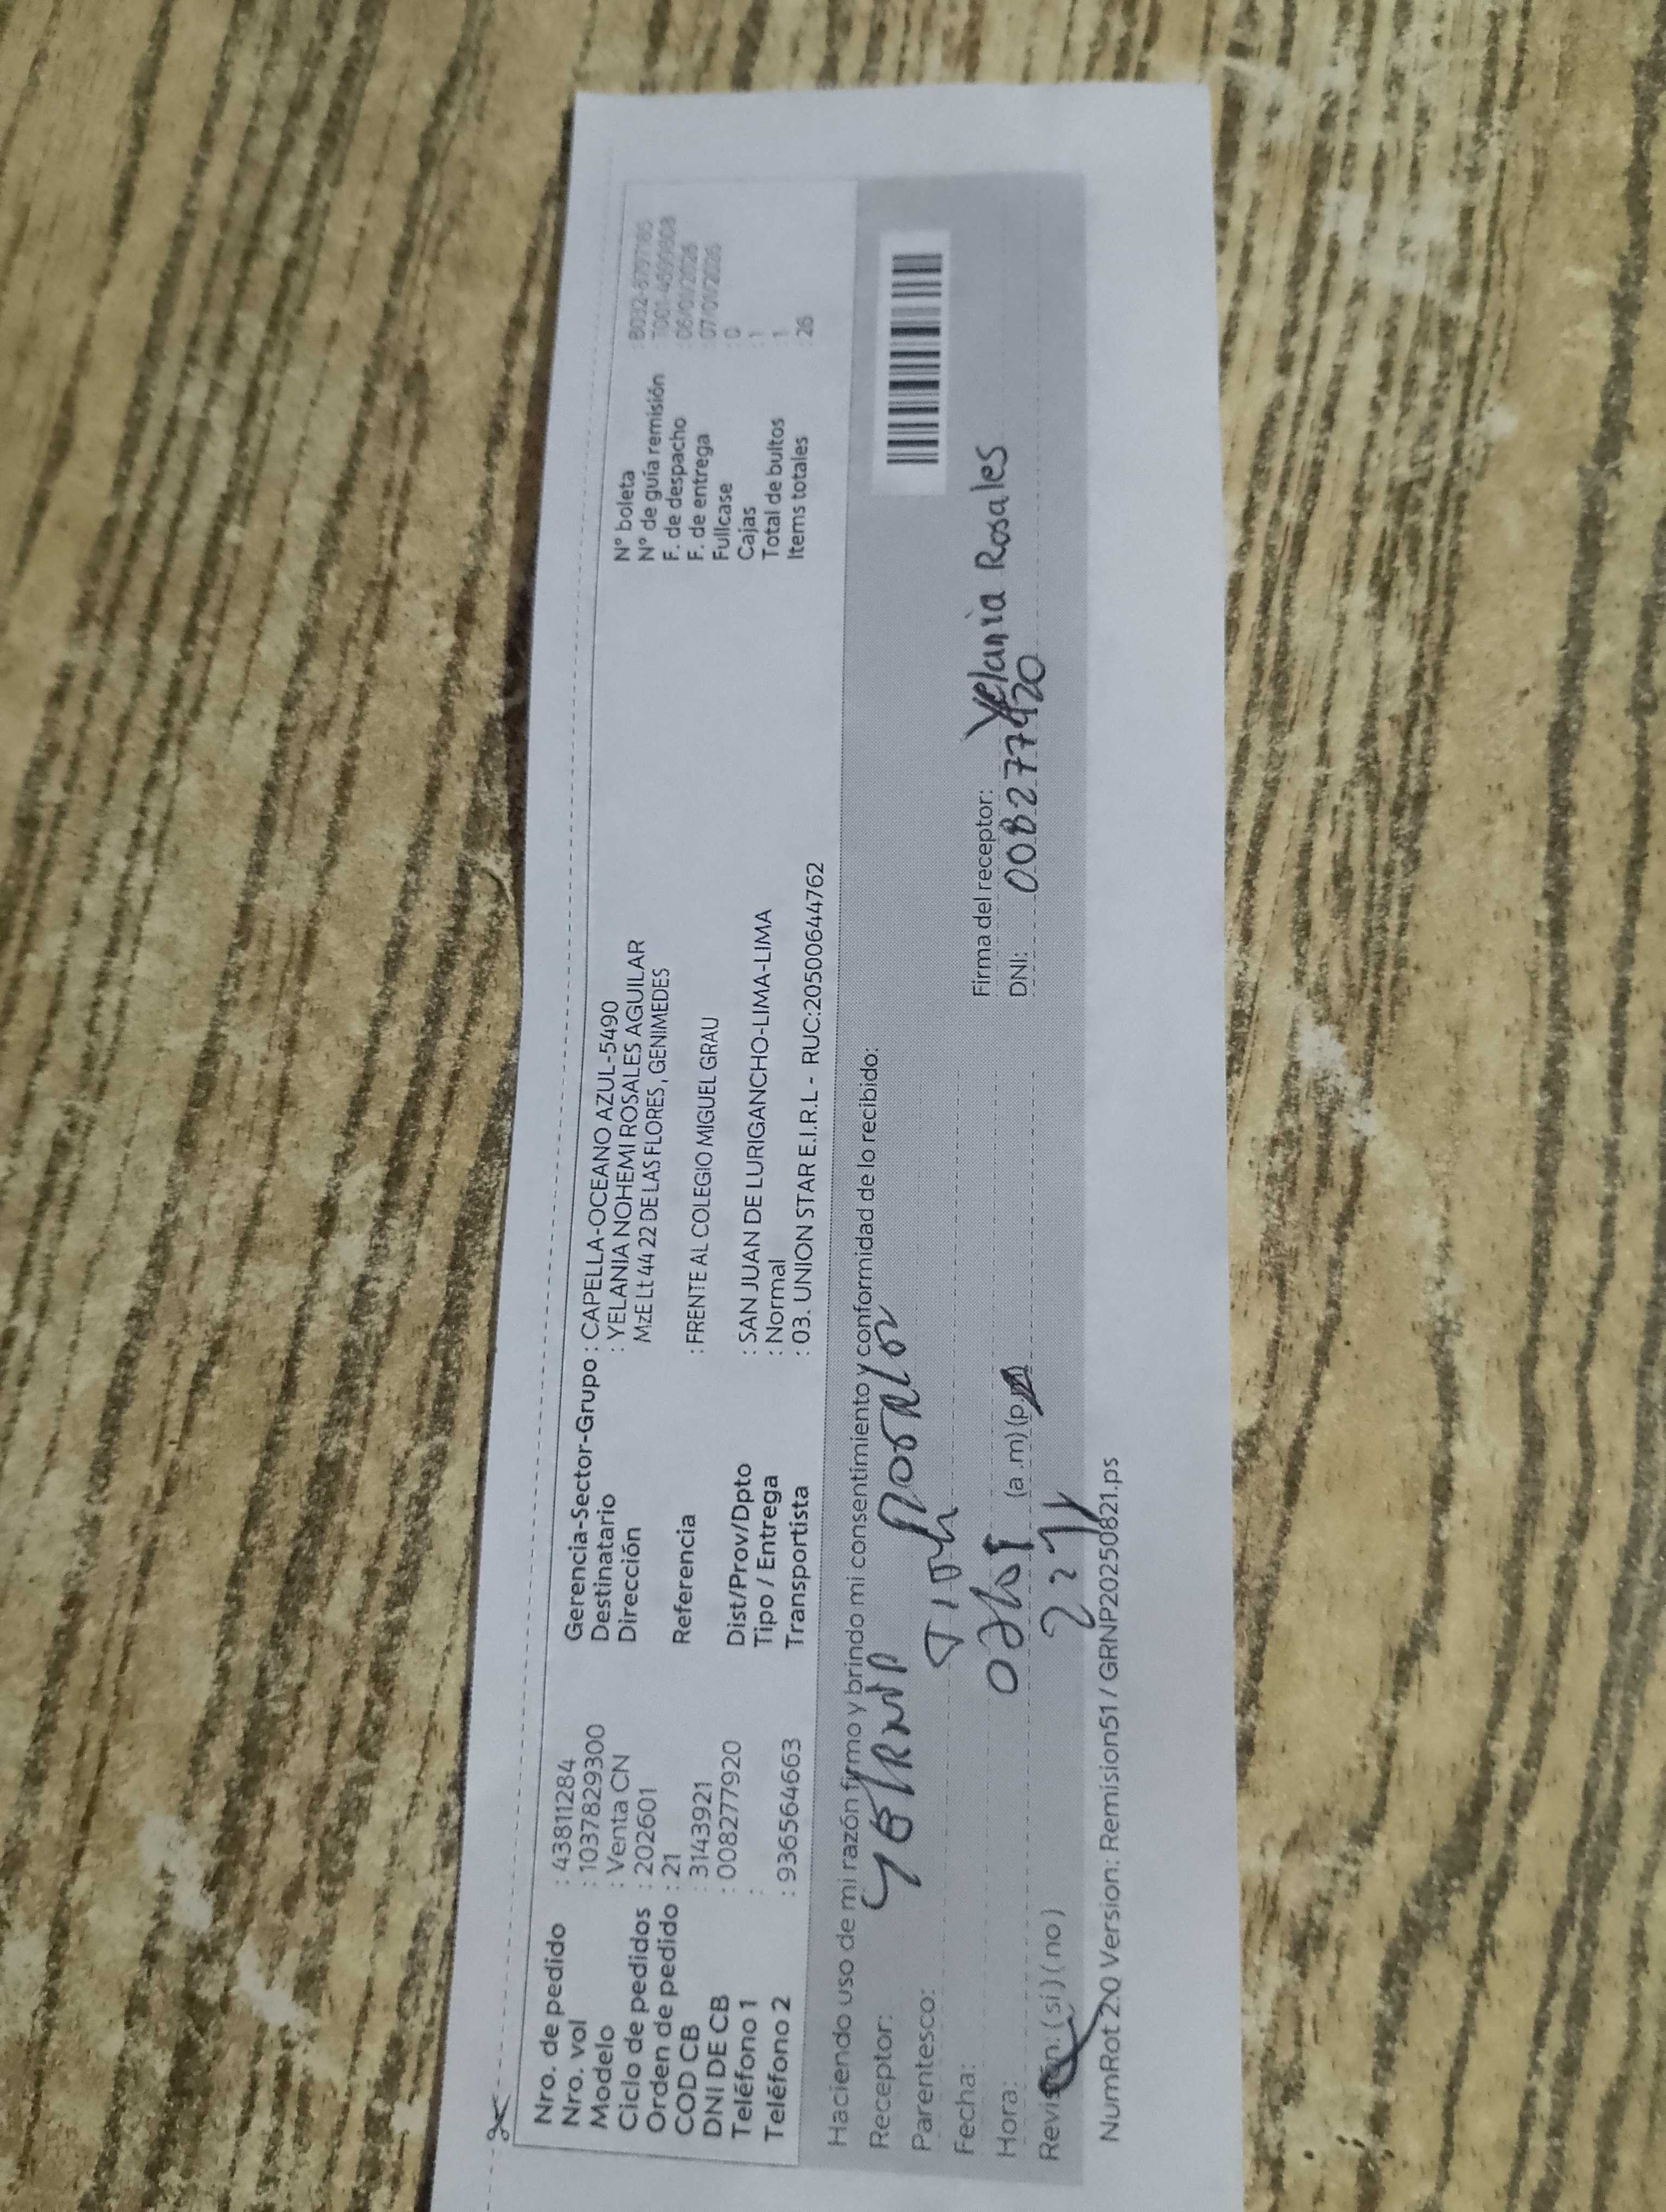 Nro. de pedido : 43811284
Nro. vol : 1037829300
Modelo : Venta CN
Ciclo de pedidos : 202601
Orden de pedido : 21
COD CB : 3143921
DNI DE CB : 008277920
Teléfono 1 :
Teléfono 2 : 936564663
Gerencia-Sector-Grupo : CAPELLA-OCEANO AZUL-5490
Destinatario : YELANIA NOHEMI ROSALES AGUILAR
Dirección MzE Lt 44 22 DE LAS FLORES, GENIMEDES
Referencia : FRENTE AL COLEGIO MIGUEL GRAU
Dist/Prov/Dpto : SAN JUAN DE LURIGANCHO-LIMA-LIMA
Tipo / Entrega : Normal
Transportista : 03. UNION STAR E.I.R.L - RUC:20500644762
N° boleta
N° de guía remisión
F. de despacho : 06/01/2026
F. de entrega : 07/01/2026
Fullcase : 0
Cajas : 1
Total de bultos : 1
Items totales : 26
Haciendo uso de mi razón firmo y brindo mi consentimiento y conformidad de lo recibido:
Receptor:
Parentesco:
Fecha:
Hora: (a .m) (p
Revisión: (si) (no)
Firma del receptor: Yelania Rosales
DNI: 008277920
NumRot 2.0 Version: Remision51 / GRNP20250821.ps